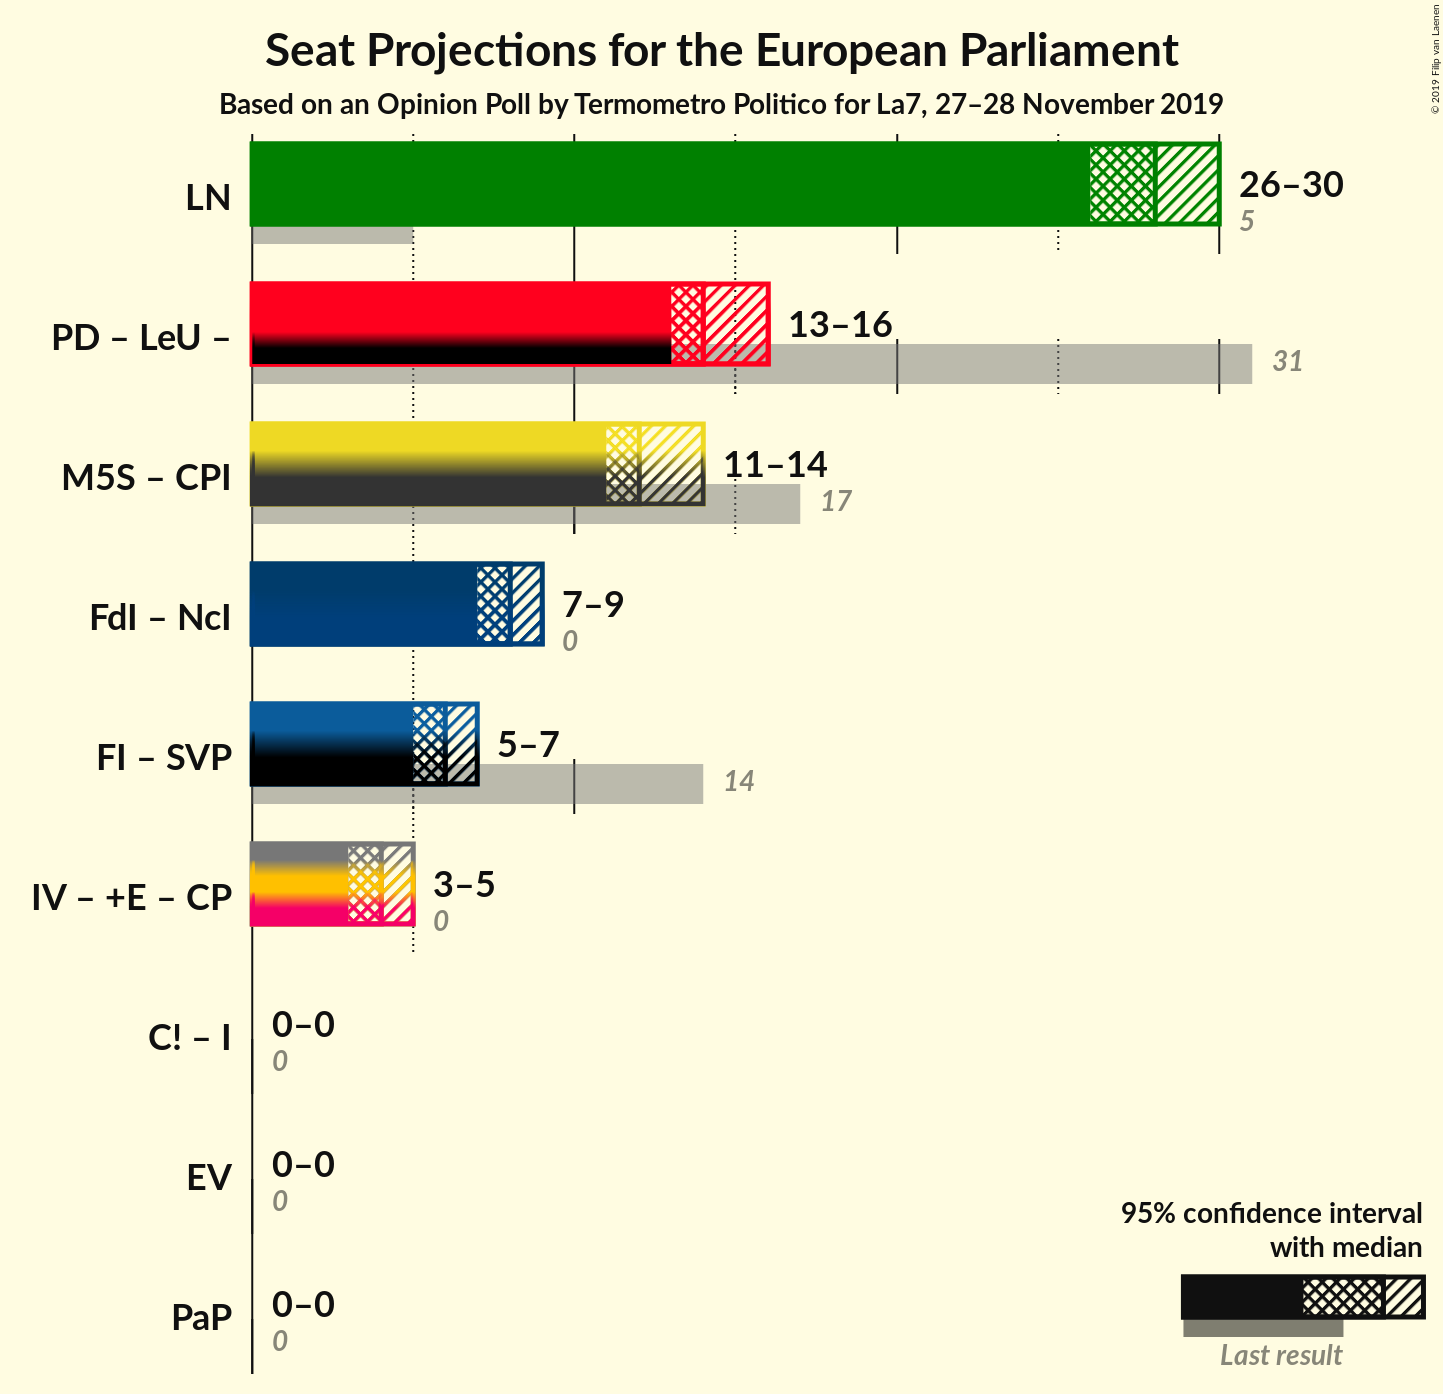 Seat Projections for the European Parliament
Based on an Opinion Poll by Termometro Politico for La7, 27–28 November 2019
© 2019 Filip van Laenen
LN
26–30
5
PD – LeU –
13–16
31
M5S – CPI
11–14
17
FdI – NcI
7–9
0
FI – SVP
5–7
14
IV – +E – CP
3–5
0
C! – I
0–0
0
EV
0–0
0
PaP
0–0
0
95% confidence interval
with median
Last result